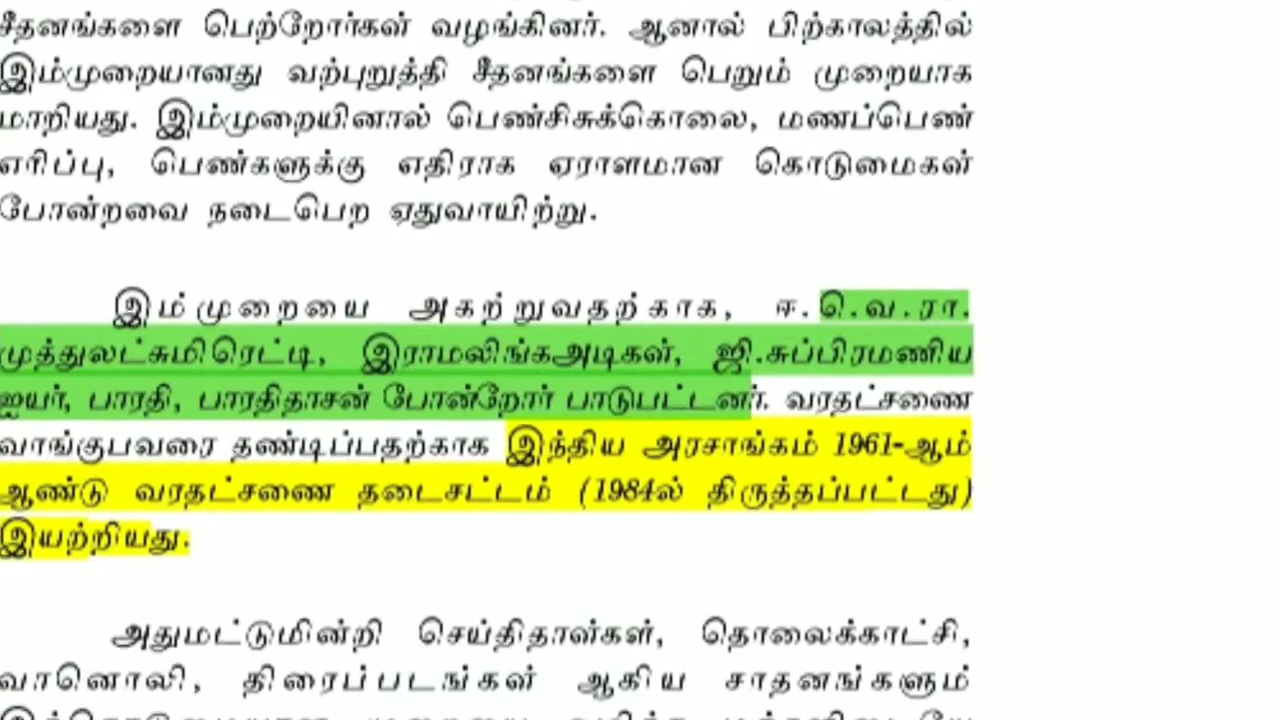 சீதனங்களை பெற்றோர்கள் வழங்கினர். ஆனால் பிற்காலத்தில்
இம்முறையானது வற்புறுத்தி சீதனங்களை பெறும் முறையாக
மாறியது. இம்முறையினால் பெண்சிசுக்கொலை, மணப்பெண்
எரிப்பு, பெண்களுக்கு எதிராக ஏராளமான கொடுமைகள்
போன்றவை நடைபெற ஏதுவாயிற்று.
இம்முறையை அகற்றுவதற்காக, ஈ.வெ.ரா.
முத்துலட்சுமிரெட்டி, இராமலிங்கஅடிகள், ஜி.சுப்பிரமணிய
ஐயர், பாரதி, பாரதிதாசன் போன்றோர் பாடுபட்டனர். வரதட்சணை
வாங்குபவரை தண்டிப்பதற்காக இந்திய அரசாங்கம் 1961-ஆம்
ஆண்டு வரதட்சணை தடைசட்டம் (1984ல் திருத்தப்பட்டது)
இயற்றியது.
அதுமட்டுமின்றி செய்திதாள்கள், தொலைக்காட்சி,
வானொலி, திரைப்படங்கள் ஆகிய சாதனங்களும்